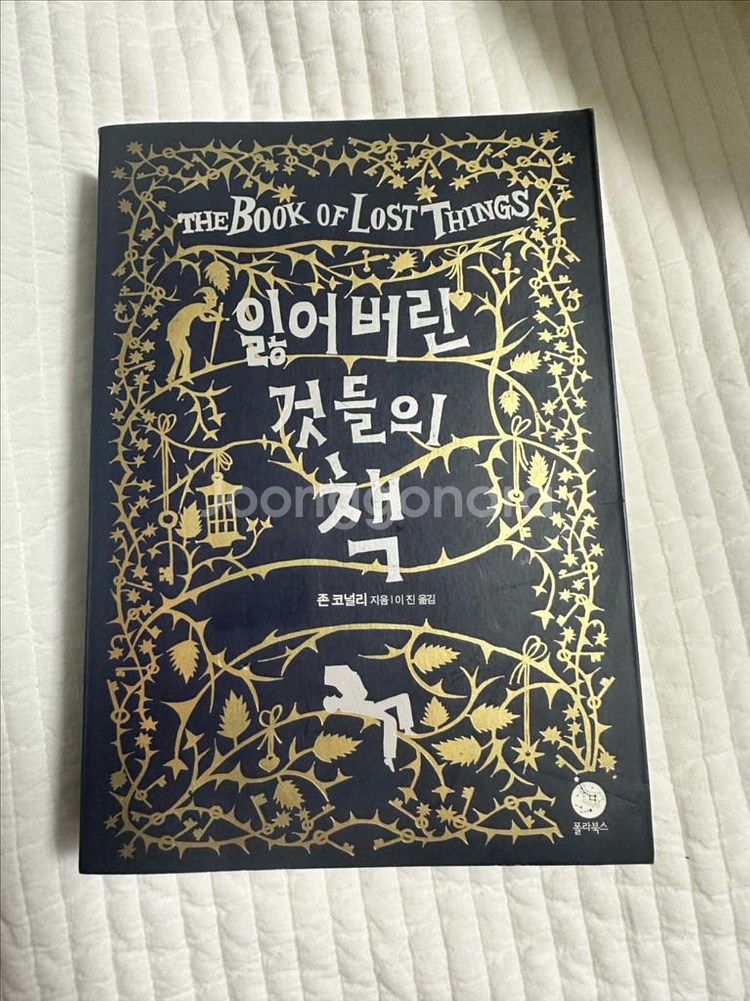 THE BOOK OF LOST THINGS
잃어버린
것들의
책
joonggonara
존 코널리 지음 | 이 진 옮김
폴라북스